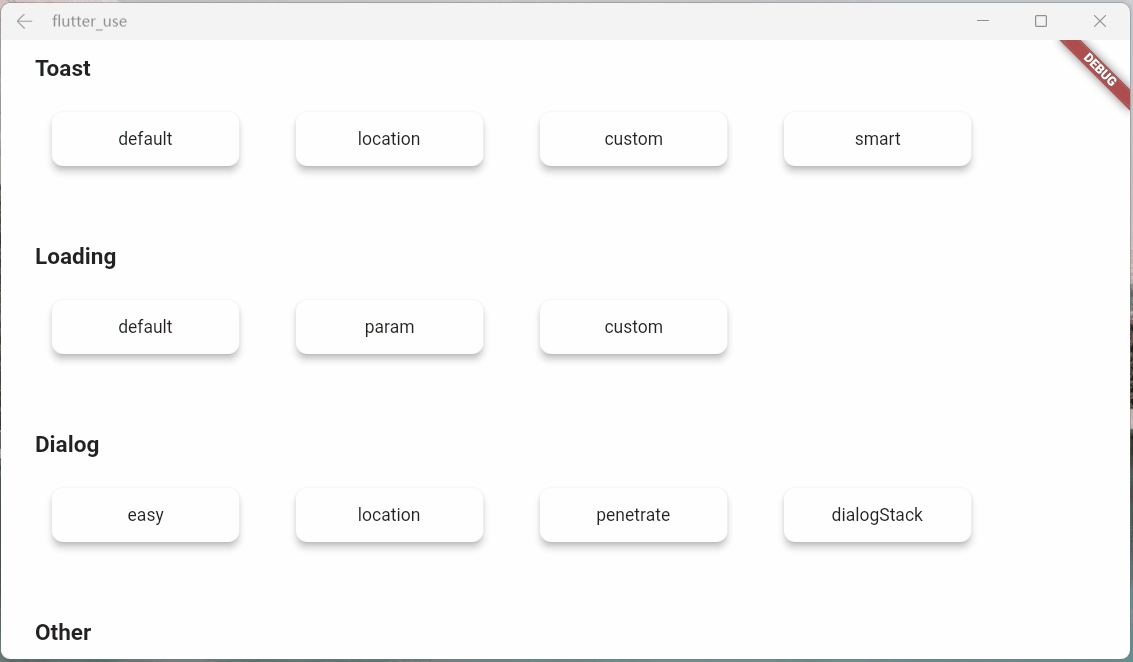 flutter_use
DEBUG
Toast
default location custom smart
Loading
default param custom
Dialog
easy location penetrate dialogStack
Other